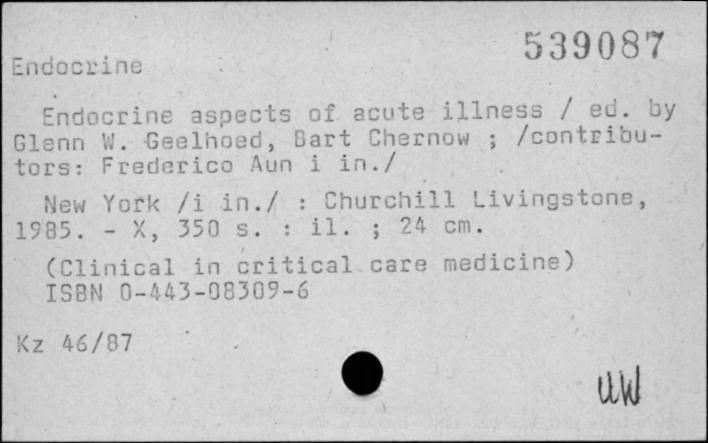 539087
Endocrine
Endocrine aspects of acute illness / ed. by
Glenn W. Geelhoed, Bart Chernow ; /contribu-
tors: Frederico Aun i in./
New York /i in./ : Churchill Livingstone,
1985. - X, 350 s. : il. ; 24 cm.
(Clinical in critical care medicine)
ISBN 0-443-08309-6
Kz 46/87